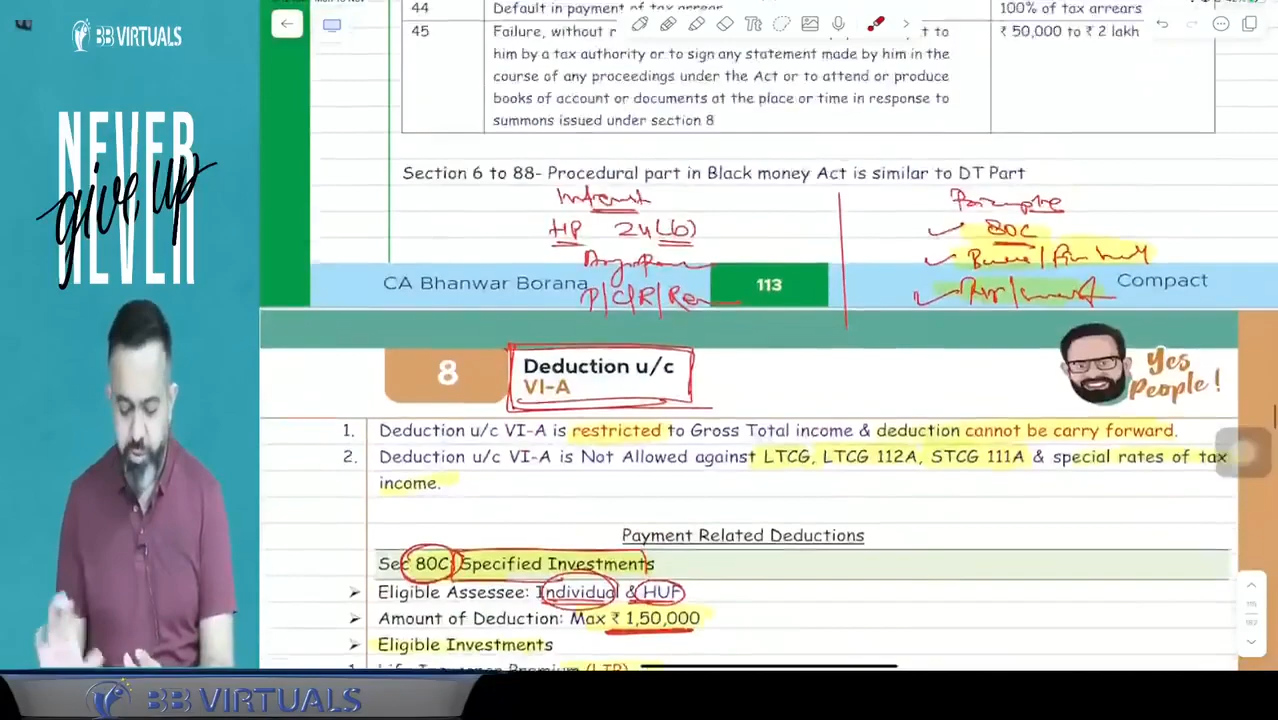 BB VIRTUALS
NEVER
give up
NEVER
44 Default in payment of tax arrear 100% of tax arrears
45 Failure, without r to ₹ 50,000 to ₹ 2 lakh
him by a tax authority or to sign any statement made by him in the
course of any proceedings under the Act or to attend or produce
books of account or documents at the place or time in response to
summons issued under section 8
Section 6 to 88- Procedural part in Black money Act is similar to DT Part
Interest
HP 24(b)
80C
P/C/R/Ren
CA Bhanwar Borana 113 Compact
8 Deduction u/c
VI-A
Yes
People!
1. Deduction u/c VI-A is restricted to Gross Total income & deduction cannot be carry forward.
2. Deduction u/c VI-A is Not Allowed against LTCG, LTCG 112A, STCG 111A & special rates of tax
income.
Payment Related Deductions
Sec 80C: Specified Investments
➤ Eligible Assessee: Individual & HUF
➤ Amount of Deduction: Max ₹ 1,50,000
➤ Eligible Investments
1. Life Insurance Premium (LIP)
BB VIRTUALS